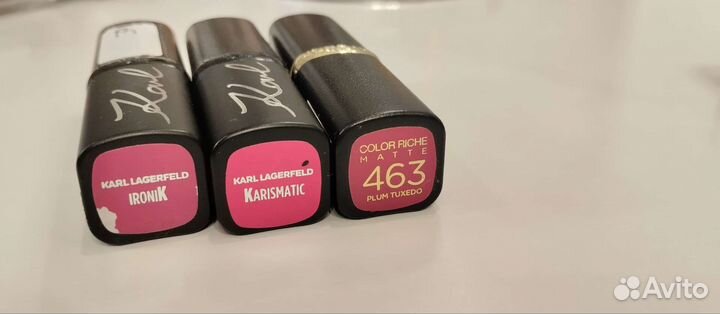 Karl
KARL LAGERFELD
IRONIK
Karl
KARL LAGERFELD
KARISMATIC
COLOR RICHE
MATTE
463
PLUM TUXEDO
Avito